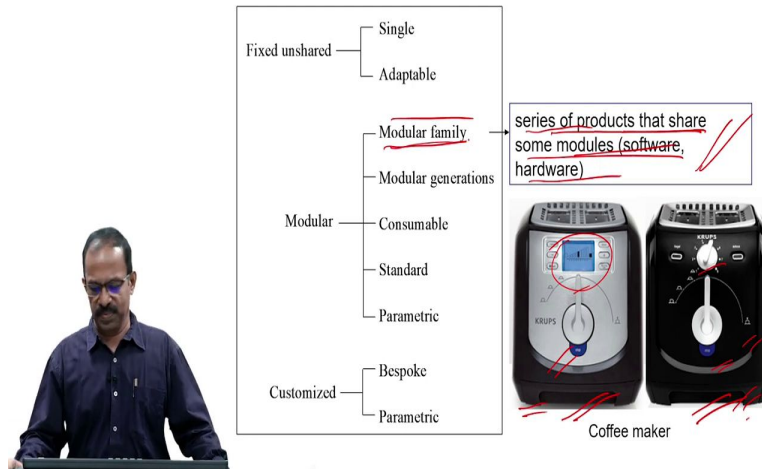 Fixed unshared
Single
Adaptable
Modular
Modular family
Modular generations
Consumable
Standard
Parametric
Customized
Bespoke
Parametric
series of products that share
some modules (software,
hardware)
KRUPS
KRUPS
Coffee maker